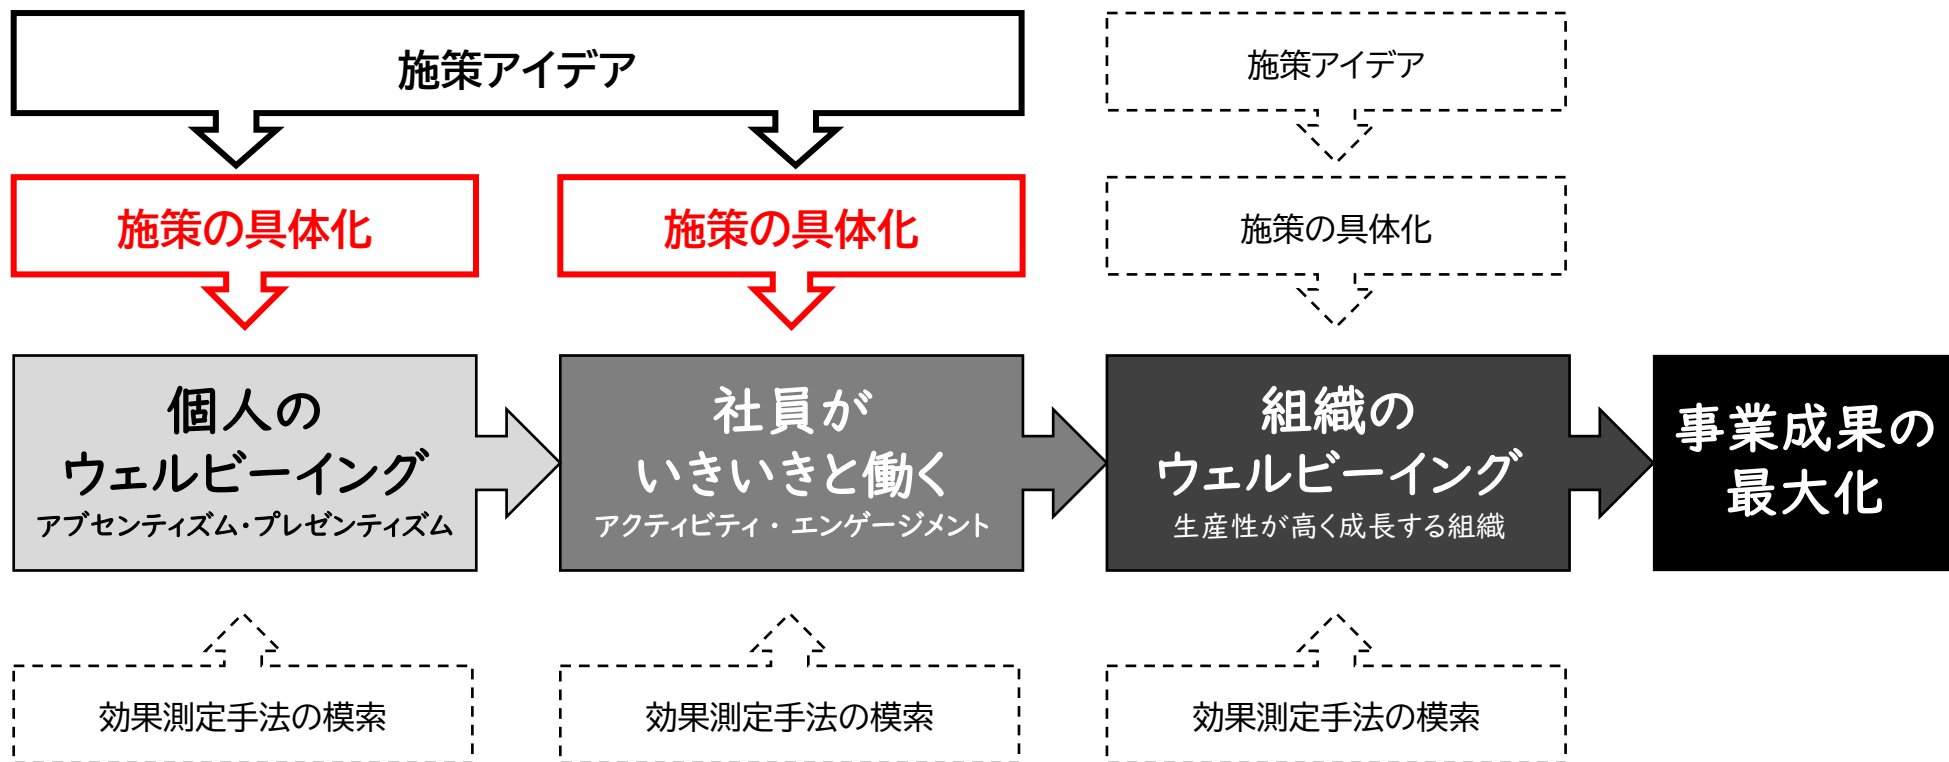 施策アイデア
施策アイデア
施策の具体化
施策の具体化
施策の具体化
個人の
ウェルビーイング
アブセンティズム・プレゼンティズム
社員が
いきいきと働く
アクティビティ・エンゲージメント
組織の
ウェルビーイング
生産性が高く成長する組織
事業成果の
最大化
効果測定手法の模索
効果測定手法の模索
効果測定手法の模索